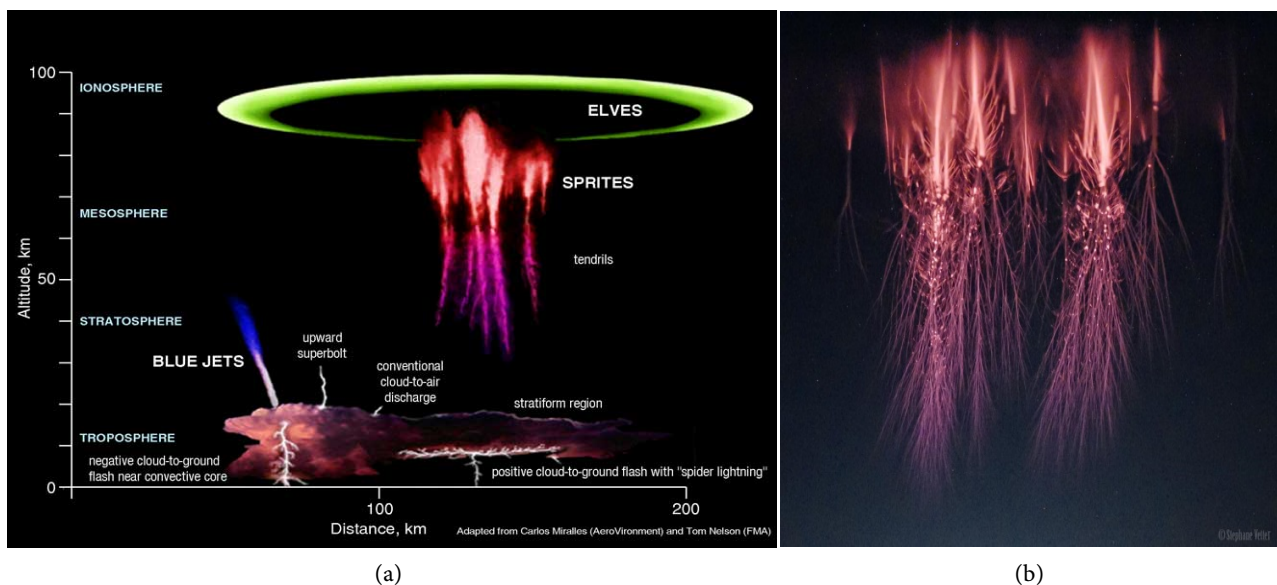 100
IONOSPHERE
ELVES
SPRITES
MESOSPHERE
tendrils
Altitude, km
50
STRATOSPHERE
BLUE JETS
upward
superbolt
conventional
cloud-to-air
discharge
stratiform region
TROPOSPHERE
negative cloud-to-ground
flash near convective core
positive cloud-to-ground flash with "spider lightning"
0
100
200
Distance, km
Adapted from Carlos Miralles (AeroVironment) and Tom Nelson (FMA)
(a)
(b)